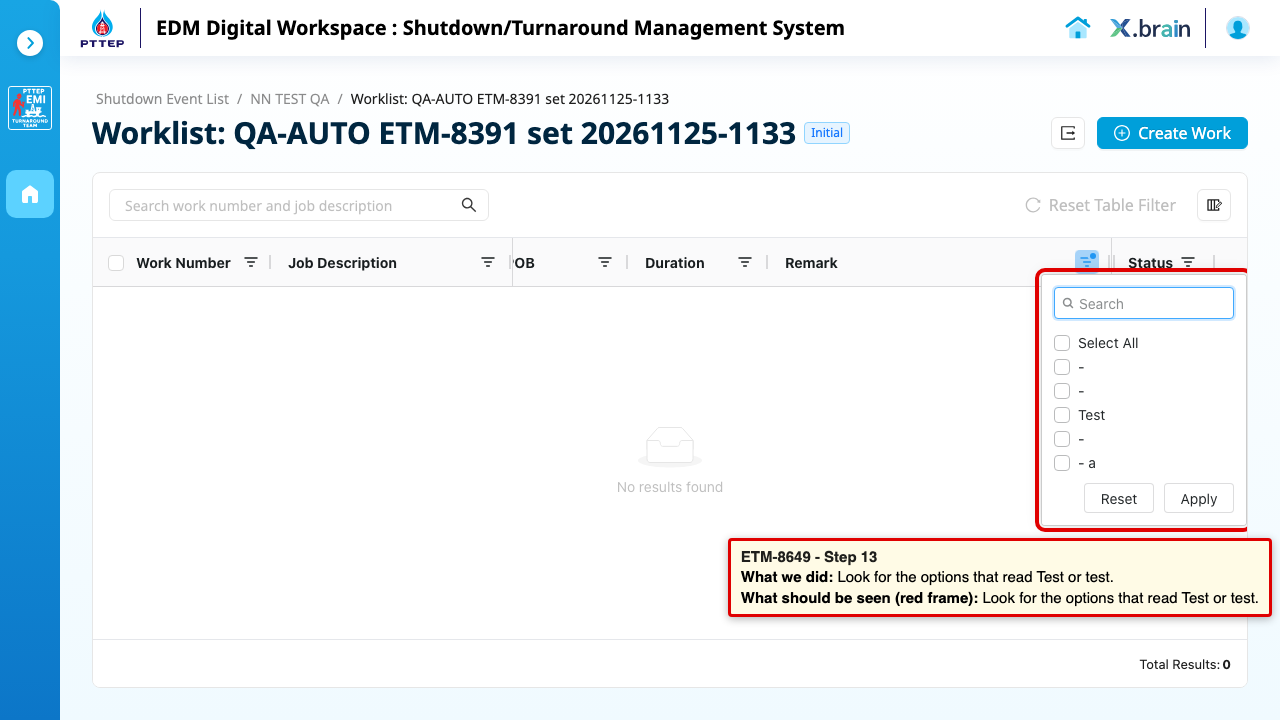 PTTEP
EDM Digital Workspace : Shutdown/Turnaround Management System
X.brain
PTTEP
EMI
TURNAROUND
TEAM
Shutdown Event List / NN TEST QA / Worklist: QA-AUTO ETM-8391 set 20261125-1133
Worklist: QA-AUTO ETM-8391 set 20261125-1133
Initial
Create Work
Search work number and job description
Reset Table Filter
Work Number
Job Description
POB
Duration
Remark
Status
Search
Select All
-
-
Test
-
- a
Reset
Apply
No results found
ETM-8649 - Step 13
What we did: Look for the options that read Test or test.
What should be seen (red frame): Look for the options that read Test or test.
Total Results: 0